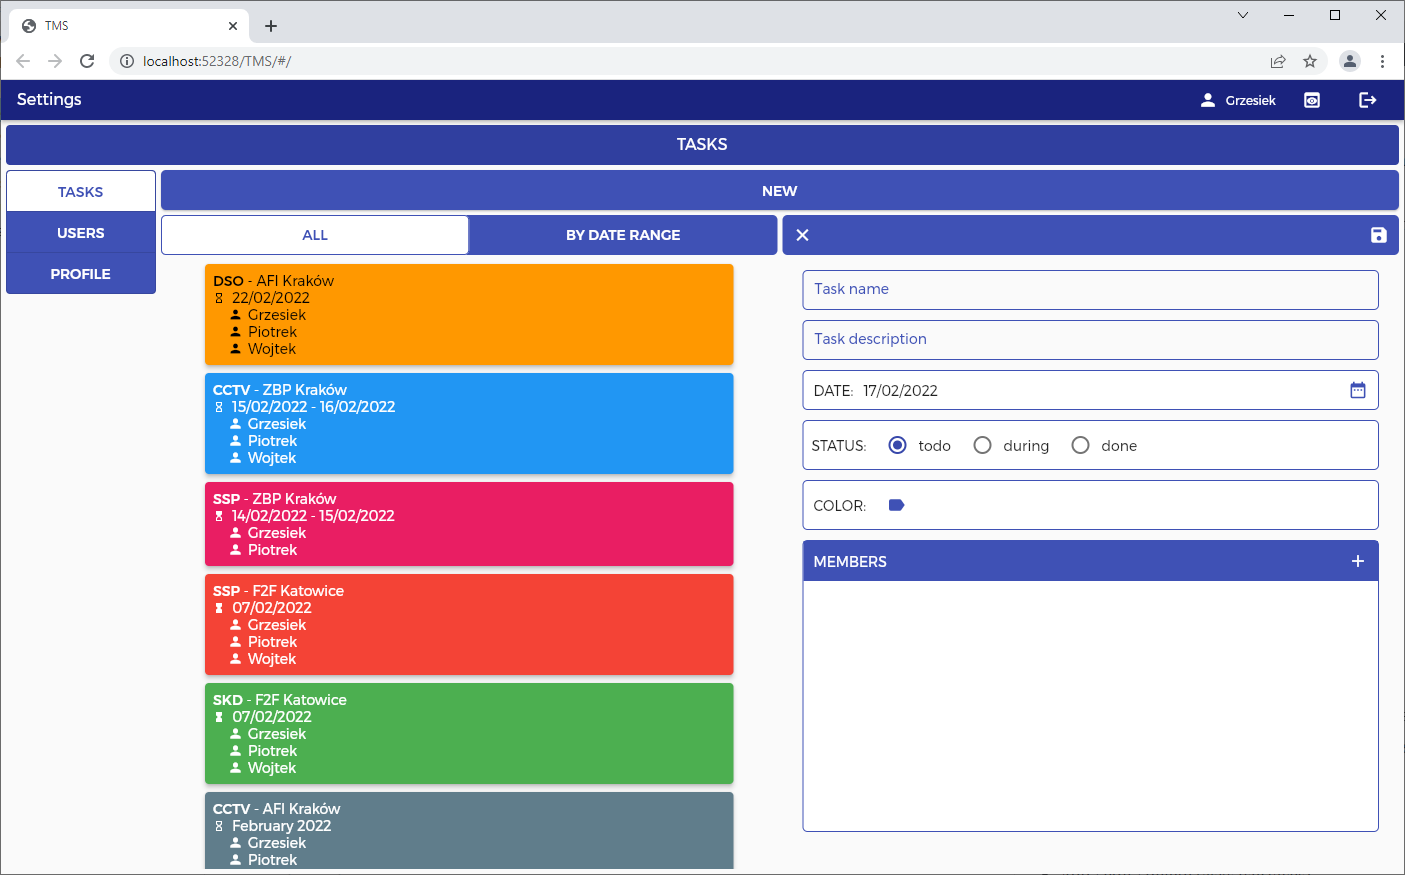 TMS
localhost:52328/TMS/#/
Settings
Grzesiek
TASKS
TASKS
USERS
PROFILE
NEW
ALL
BY DATE RANGE
DSO - AFI Kraków
22/02/2022
Grzesiek
Piotrek
Wojtek
CCTV - ZBP Kraków
15/02/2022 - 16/02/2022
Grzesiek
Piotrek
Wojtek
SSP - ZBP Kraków
14/02/2022 - 15/02/2022
Grzesiek
Piotrek
SSP - F2F Katowice
07/02/2022
Grzesiek
Piotrek
Wojtek
SKD - F2F Katowice
07/02/2022
Grzesiek
Piotrek
Wojtek
CCTV - AFI Kraków
February 2022
Grzesiek
Piotrek
Task name
Task description
DATE: 17/02/2022
STATUS: todo during done
COLOR:
MEMBERS